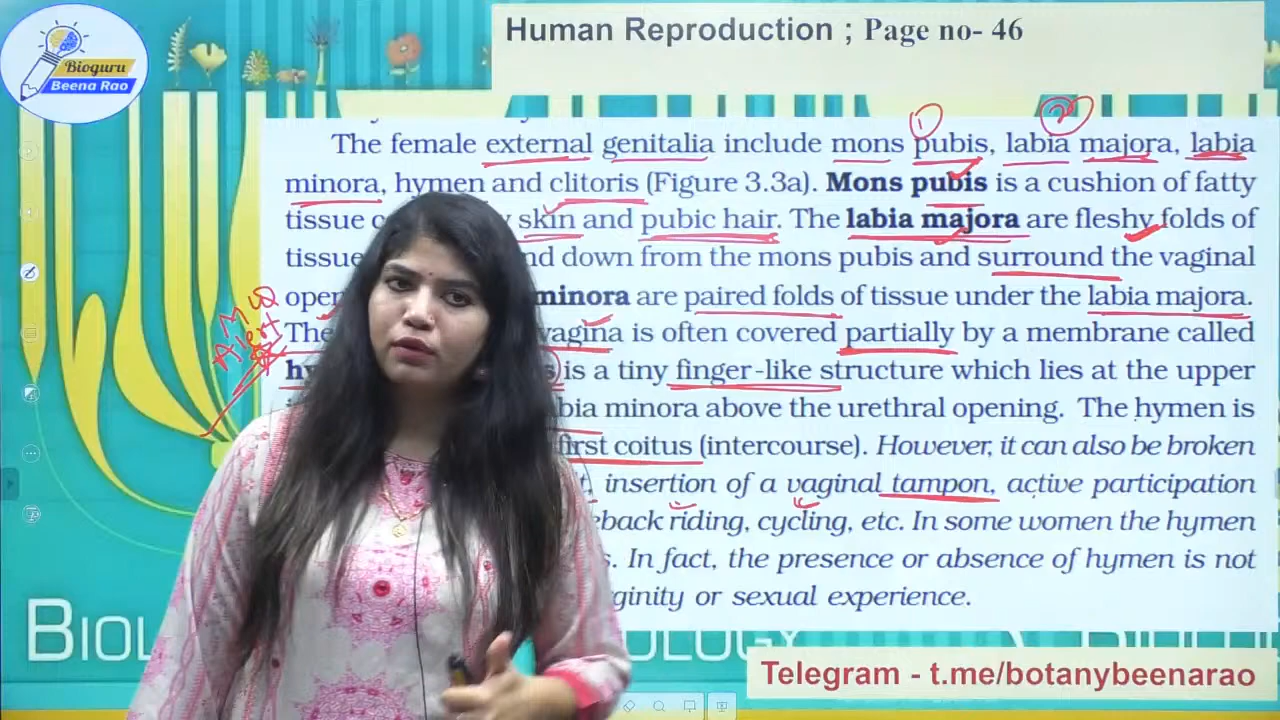 Human Reproduction ; Page no- 46
Bioguru
Beena Rao
1
2
The female external genitalia include mons pubis, labia majora, labia
minora, hymen and clitoris (Figure 3.3a). Mons pubis is a cushion of fatty
tissue skin and pubic hair. The labia majora are fleshy folds of
tissue down from the mons pubis and surround the vaginal
minora are paired folds of tissue under the labia majora.
The vagina is often covered partially by a membrane called
is a tiny finger-like structure which lies at the upper
minora above the urethral opening. The hymen is
first coitus (intercourse). However, it can also be broken
insertion of a vaginal tampon, active participation
riding, cycling, etc. In some women the hymen
In fact, the presence or absence of hymen is not
or sexual experience.
MCQ
Alert
Telegram - t.me/botanybeenarao